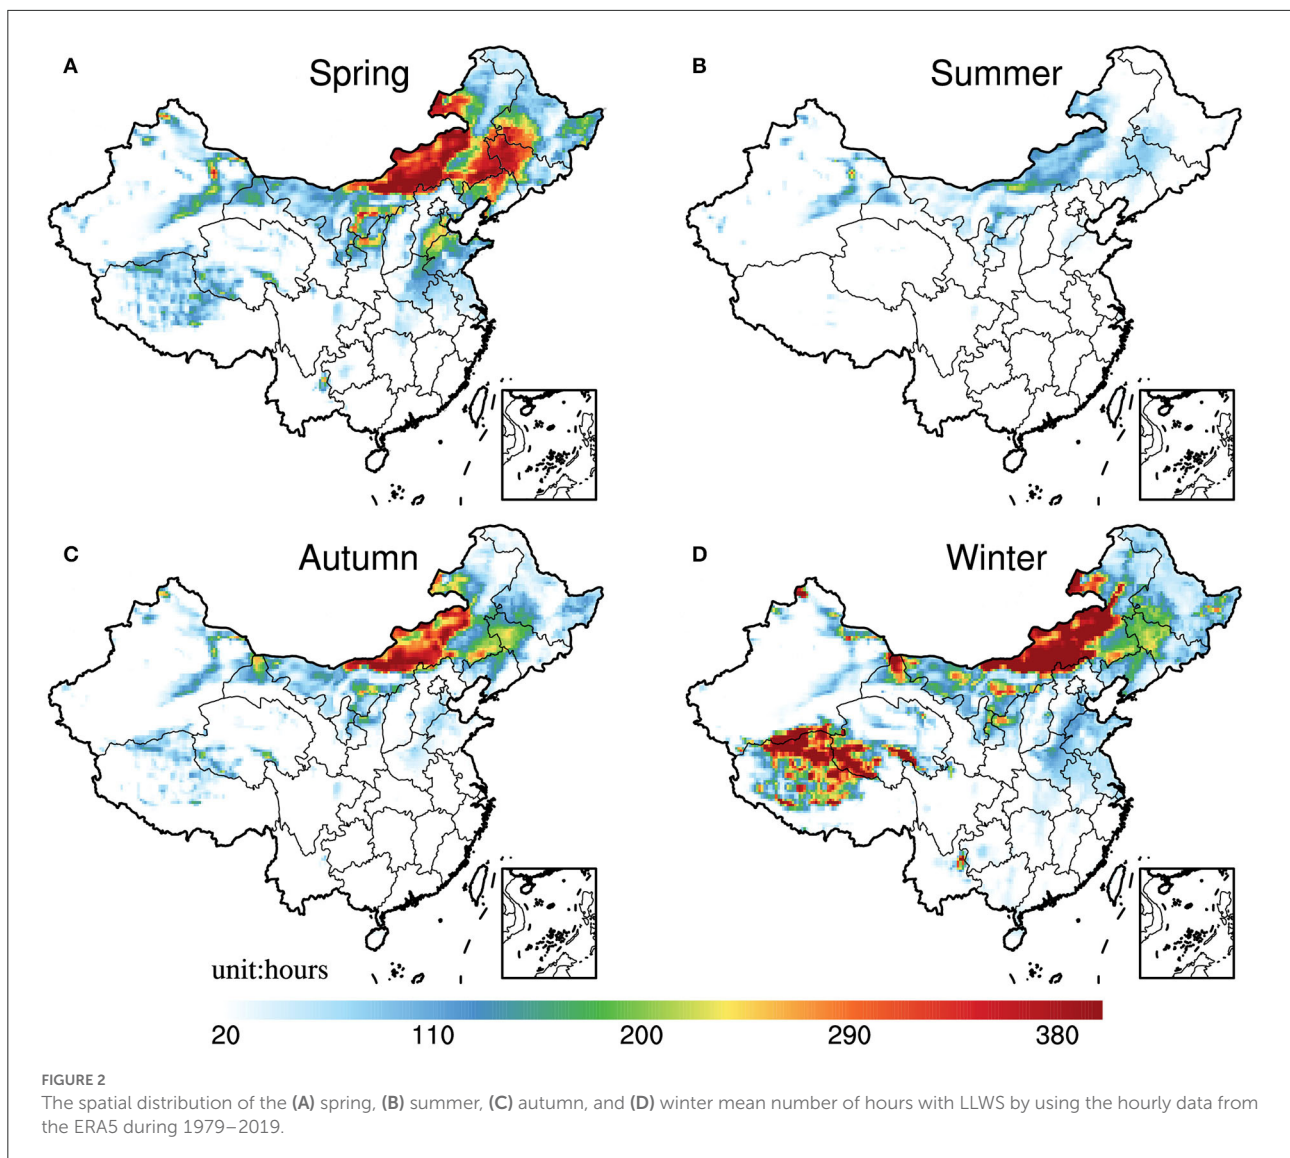 A
Spring
B
Summer
C
Autumn
D
Winter
unit:hours
20 110 200 290 380
FIGURE 2
The spatial distribution of the (A) spring, (B) summer, (C) autumn, and (D) winter mean number of hours with LLWS by using the hourly data from
the ERA5 during 1979–2019.